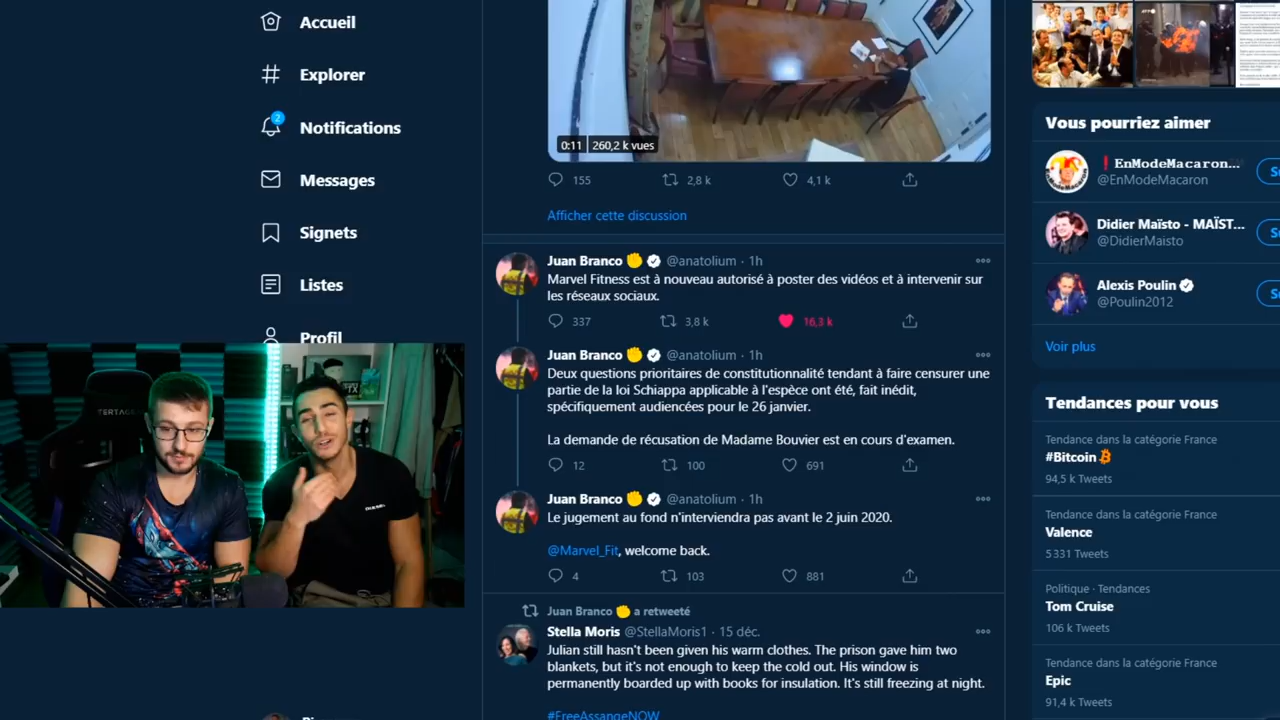 Accueil
Explorer
2
Notifications
Messages
Signets
Listes
Profil
0:11 260,2 k vues
155 2,8 k 4,1 k
Afficher cette discussion
Juan Branco @anatolium · 1h
Marvel Fitness est à nouveau autorisé à poster des vidéos et à intervenir sur
les réseaux sociaux.
337 3,8 k 16,3 k
Juan Branco @anatolium · 1h
Deux questions prioritaires de constitutionnalité tendant à faire censurer une
partie de la loi Schiappa applicable à l'espèce ont été, fait inédit,
spécifiquement audiencées pour le 26 janvier.
La demande de récusation de Madame Bouvier est en cours d'examen.
12 100 691
Juan Branco @anatolium · 1h
Le jugement au fond n'interviendra pas avant le 2 juin 2020.
@Marvel_Fit, welcome back.
4 103 881
Juan Branco a retweeté
Stella Moris @StellaMoris1 · 15 déc.
Julian still hasn't been given his warm clothes. The prison gave him two
blankets, but it's not enough to keep the cold out. His window is
permanently boarded up with books for insulation. It's still freezing at night.
#FreeAssangeNOW
Vous pourriez aimer
EnModeMacaron...
@EnModeMacaron
Didier Maïsto - MAÏST...
@DidierMaisto
Alexis Poulin
@Poulin2012
Voir plus
Tendances pour vous
Tendance dans la catégorie France
#Bitcoin
94,5 k Tweets
Tendance dans la catégorie France
Valence
5 331 Tweets
Politique · Tendances
Tom Cruise
106 k Tweets
Tendance dans la catégorie France
Epic
91,4 k Tweets